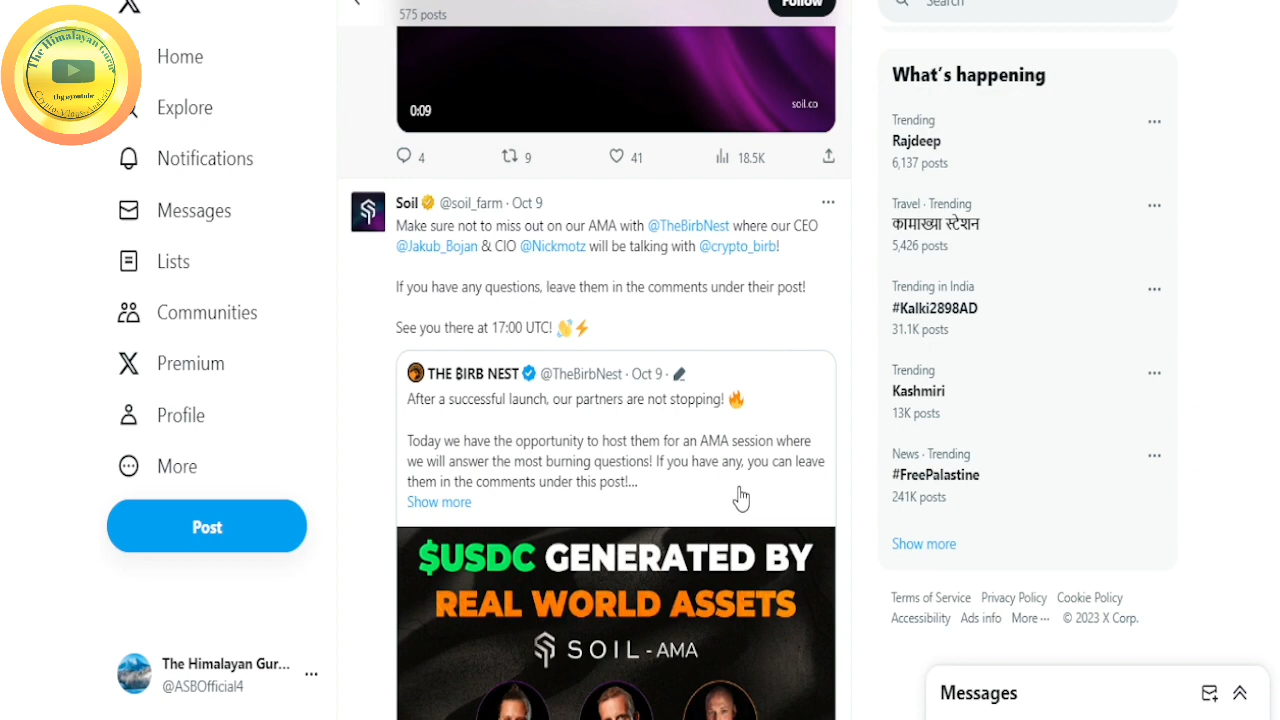 The Himalayan Guru
Home
Explore
Notifications
Messages
Lists
Communities
Premium
Profile
More
Post
The Himalayan Gur...
@ASBOfficial4
575 posts
Follow
0:09
soil.co
4
9
41
18.5K
Soil @soil_farm · Oct 9
Make sure not to miss out on our AMA with @TheBirbNest where our CEO
@Jakub_Bojan & CIO @Nickmotz will be talking with @crypto_birb!
If you have any questions, leave them in the comments under their post!
See you there at 17:00 UTC! 👋⚡
THE ₿IRB NEST @TheBirbNest · Oct 9 ·
After a successful launch, our partners are not stopping! 🔥
Today we have the opportunity to host them for an AMA session where
we will answer the most burning questions! If you have any, you can leave
them in the comments under this post!...
Show more
$USDC GENERATED BY
REAL WORLD ASSETS
SOIL - AMA
Search
What's happening
Trending
Rajdeep
6,137 posts
Travel · Trending
कामाख्या स्टेशन
5,426 posts
Trending in India
#Kalki2898AD
31.1K posts
Trending
Kashmiri
13K posts
News · Trending
#FreePalastine
241K posts
Show more
Terms of Service Privacy Policy Cookie Policy
Accessibility Ads info More ··· © 2023 X Corp.
Messages